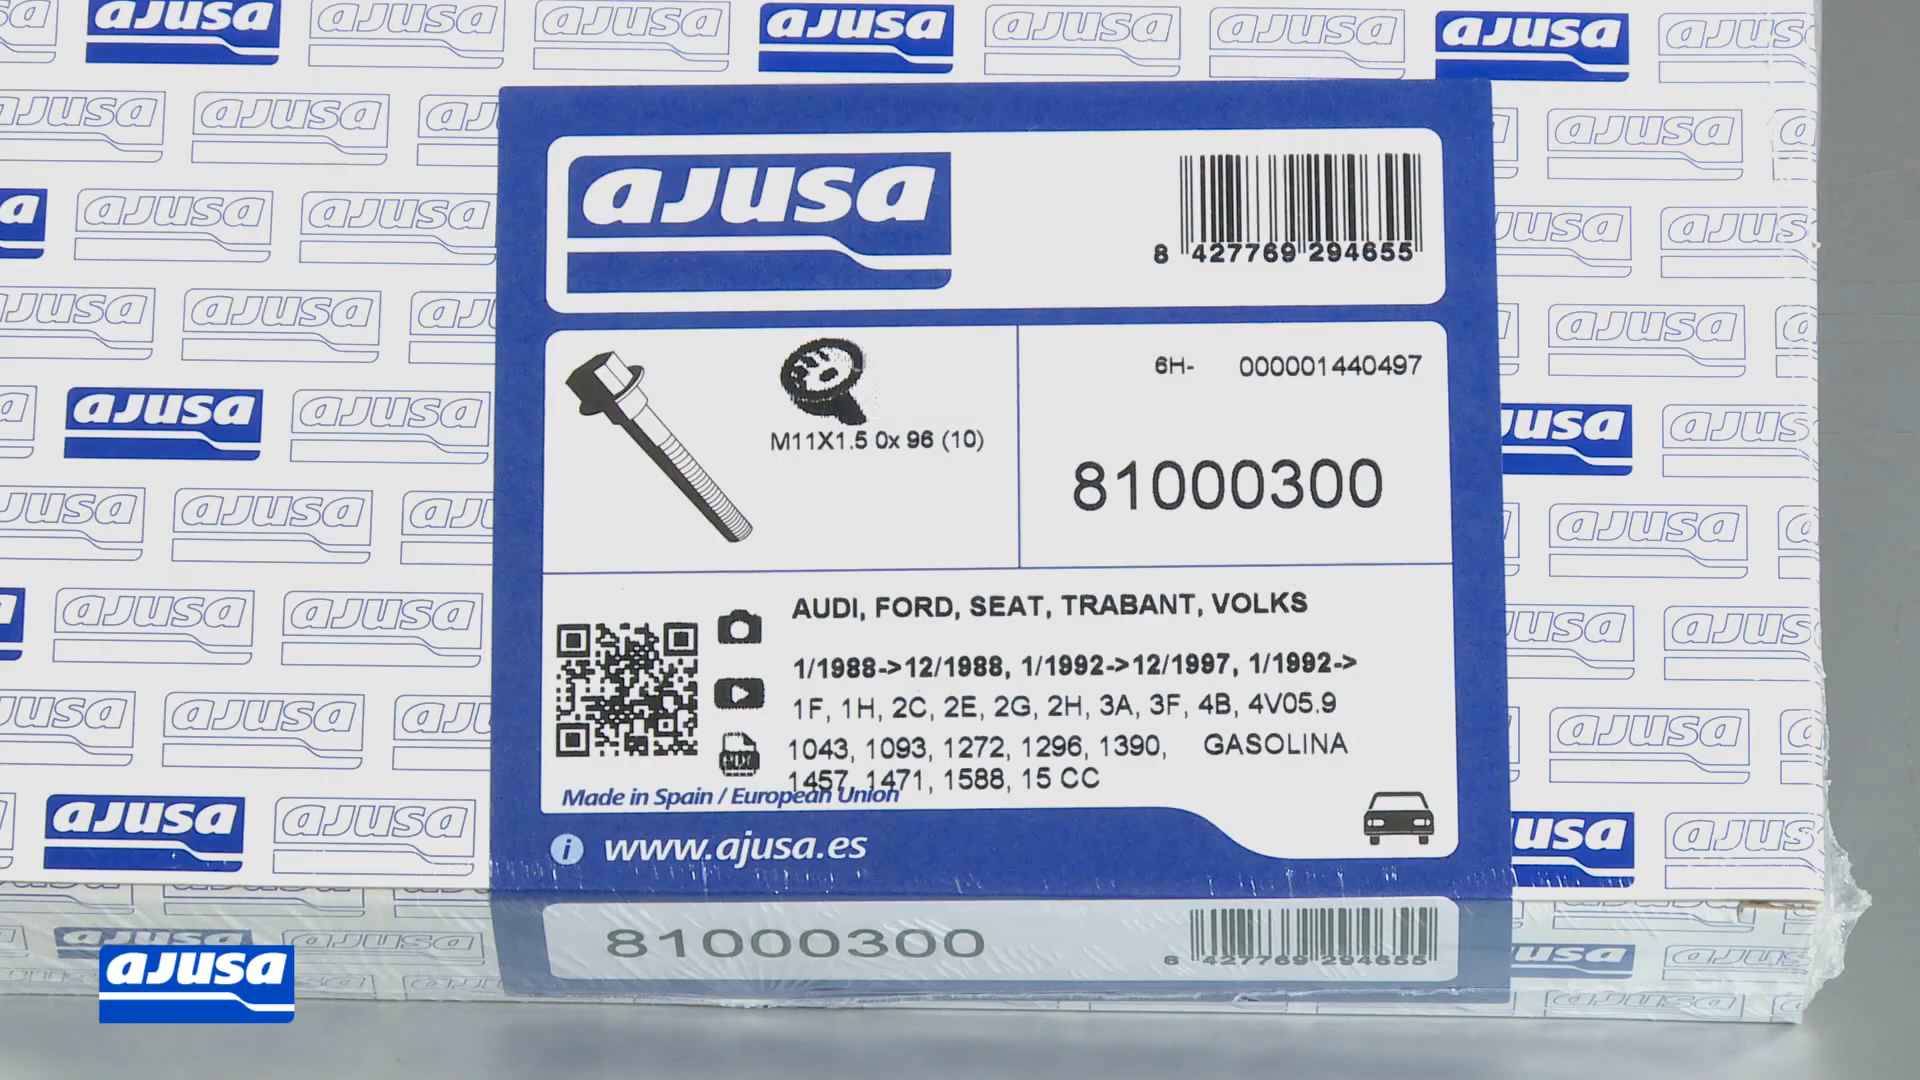 ajusa
8 427769 294655
M11X1.5 0x 96 (10)
6H- 000001440497
81000300
AUDI, FORD, SEAT, TRABANT, VOLKS
1/1988->12/1988, 1/1992->12/1997, 1/1992->
1F, 1H, 2C, 2E, 2G, 2H, 3A, 3F, 4B, 4V05.9
1043, 1093, 1272, 1296, 1390, GASOLINA
1457, 1471, 1588, 15 CC
Made in Spain / European Union
i www.ajusa.es
81000300
8 427769 294655
ajusa